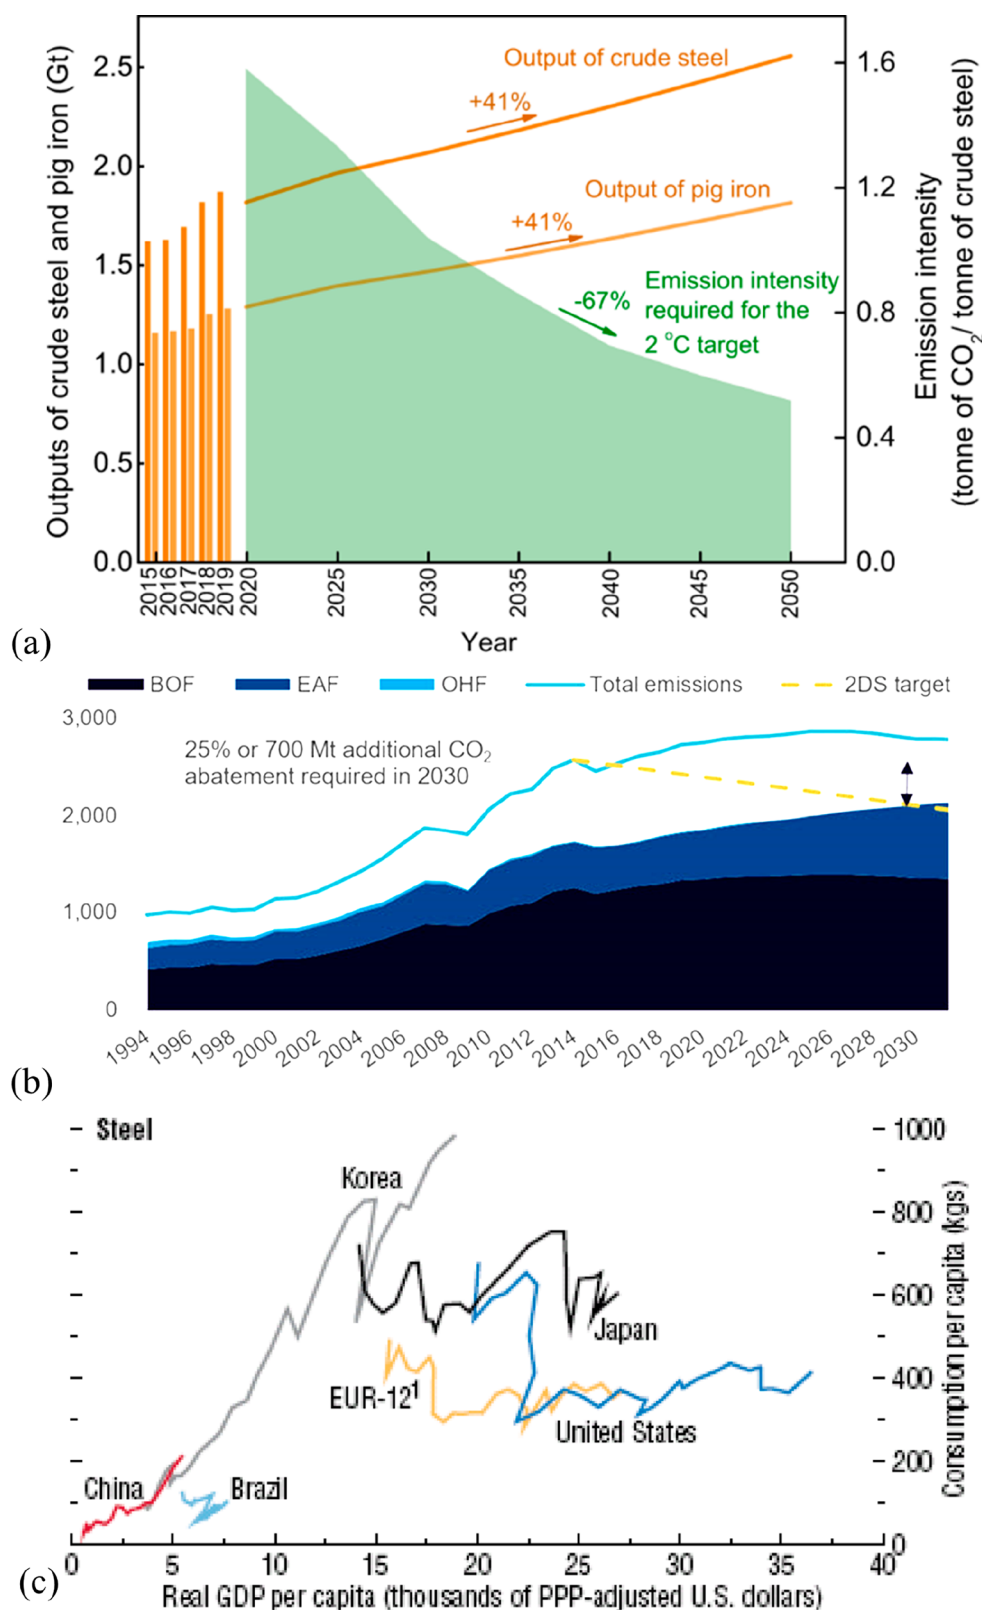 Outputs of crude steel and pig iron (Gt)
2.5
2.0
1.5
1.0
0.5
0.0
Output of crude steel
+41%
Output of pig iron
+41%
-67%
Emission intensity
required for the
2 °C target
1.6
1.2
0.8
0.4
0.0
Emission intensity
(tonne of CO2/ tonne of crude steel)
2015
2016
2017
2018
2019
2020
2025
2030
2035
2040
2045
2050
Year
(a)
BOF EAF OHF Total emissions 2DS target
3,000
25% or 700 Mt additional CO2
abatement required in 2030
2,000
1,000
0
1994 1996 1998 2000 2002 2004 2006 2008 2010 2012 2014 2016 2018 2020 2022 2024 2026 2028 2030
(b)
Steel
1000
Korea
800
600
Japan
EUR-12¹
400
United States
China
Brazil
200
0
Consumption per capita (kgs)
0 5 10 15 20 25 30 35 40
Real GDP per capita (thousands of PPP-adjusted U.S. dollars)
(c)